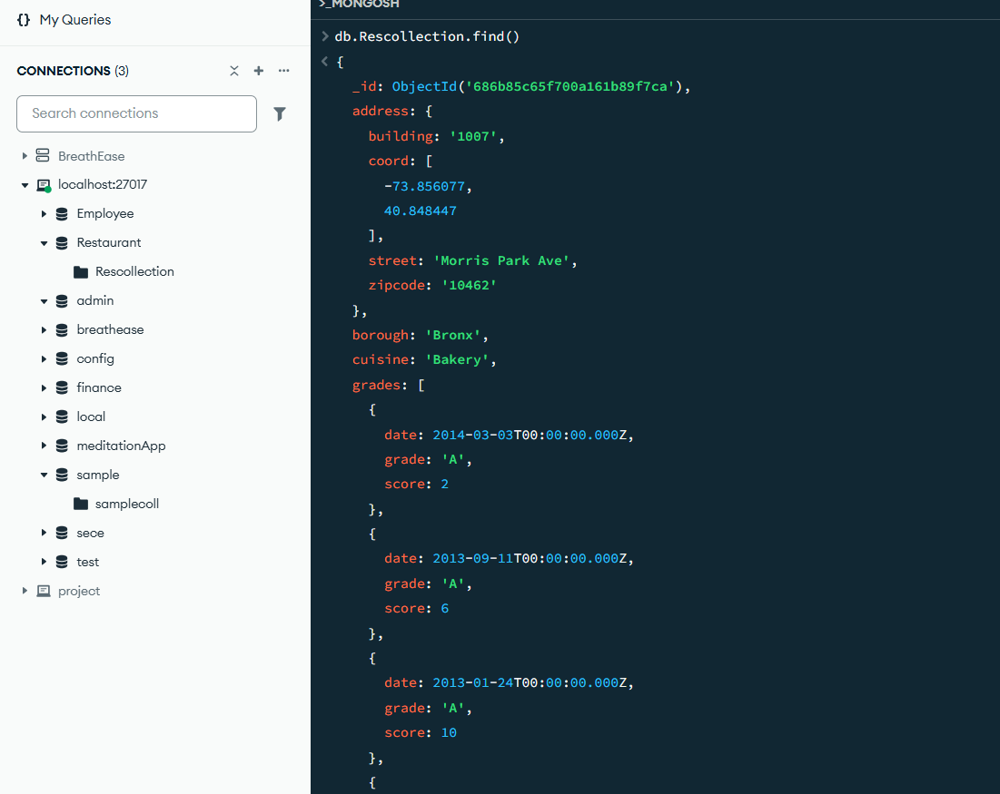 {} My Queries
CONNECTIONS (3)
Search connections
BreathEase
localhost:27017
Employee
Restaurant
Rescollection
admin
breathease
config
finance
local
meditationApp
sample
samplecoll
sece
test
project
>_MONGOSH
> db.Rescollection.find()
< {
_id: ObjectId('686b85c65f700a161b89f7ca'),
address: {
building: '1007',
coord: [
-73.856077,
40.848447
],
street: 'Morris Park Ave',
zipcode: '10462'
},
borough: 'Bronx',
cuisine: 'Bakery',
grades: [
{
date: 2014-03-03T00:00:00.000Z,
grade: 'A',
score: 2
},
{
date: 2013-09-11T00:00:00.000Z,
grade: 'A',
score: 6
},
{
date: 2013-01-24T00:00:00.000Z,
grade: 'A',
score: 10
},
{